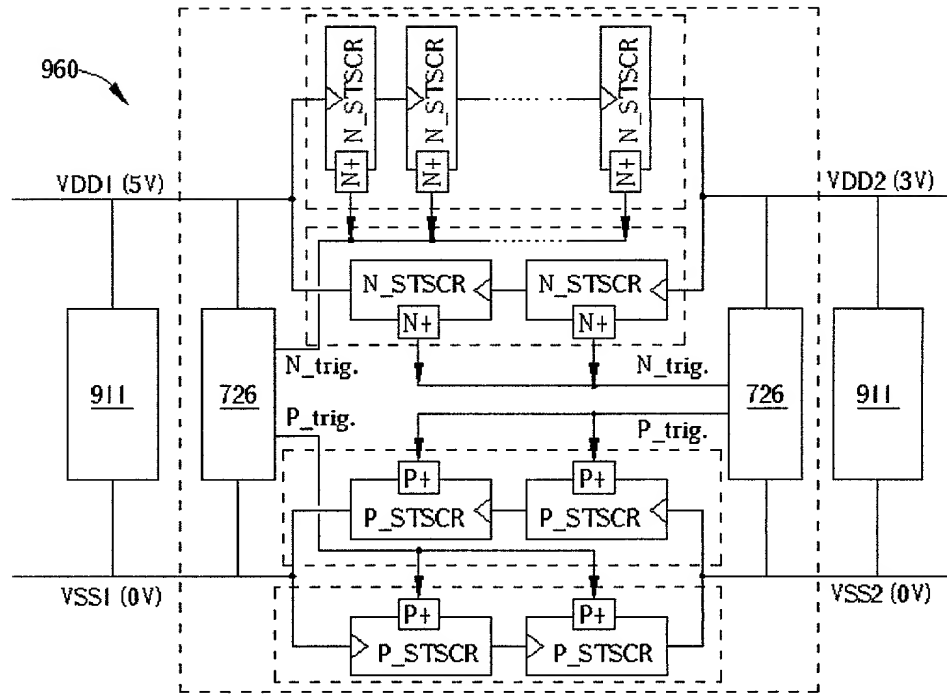 960
N_STSCR
N_STSCR
N_STSCR
N+
N+
N+
VDD1 (5V)
VDD2 (3V)
N_STSCR
N_STSCR
N+
N+
N_trig.
N_trig.
911
726
726
911
P_trig.
P_trig.
P+
P+
P_STSCR
P_STSCR
VSS1 (0V)
VSS2 (0V)
P+
P+
P_STSCR
P_STSCR